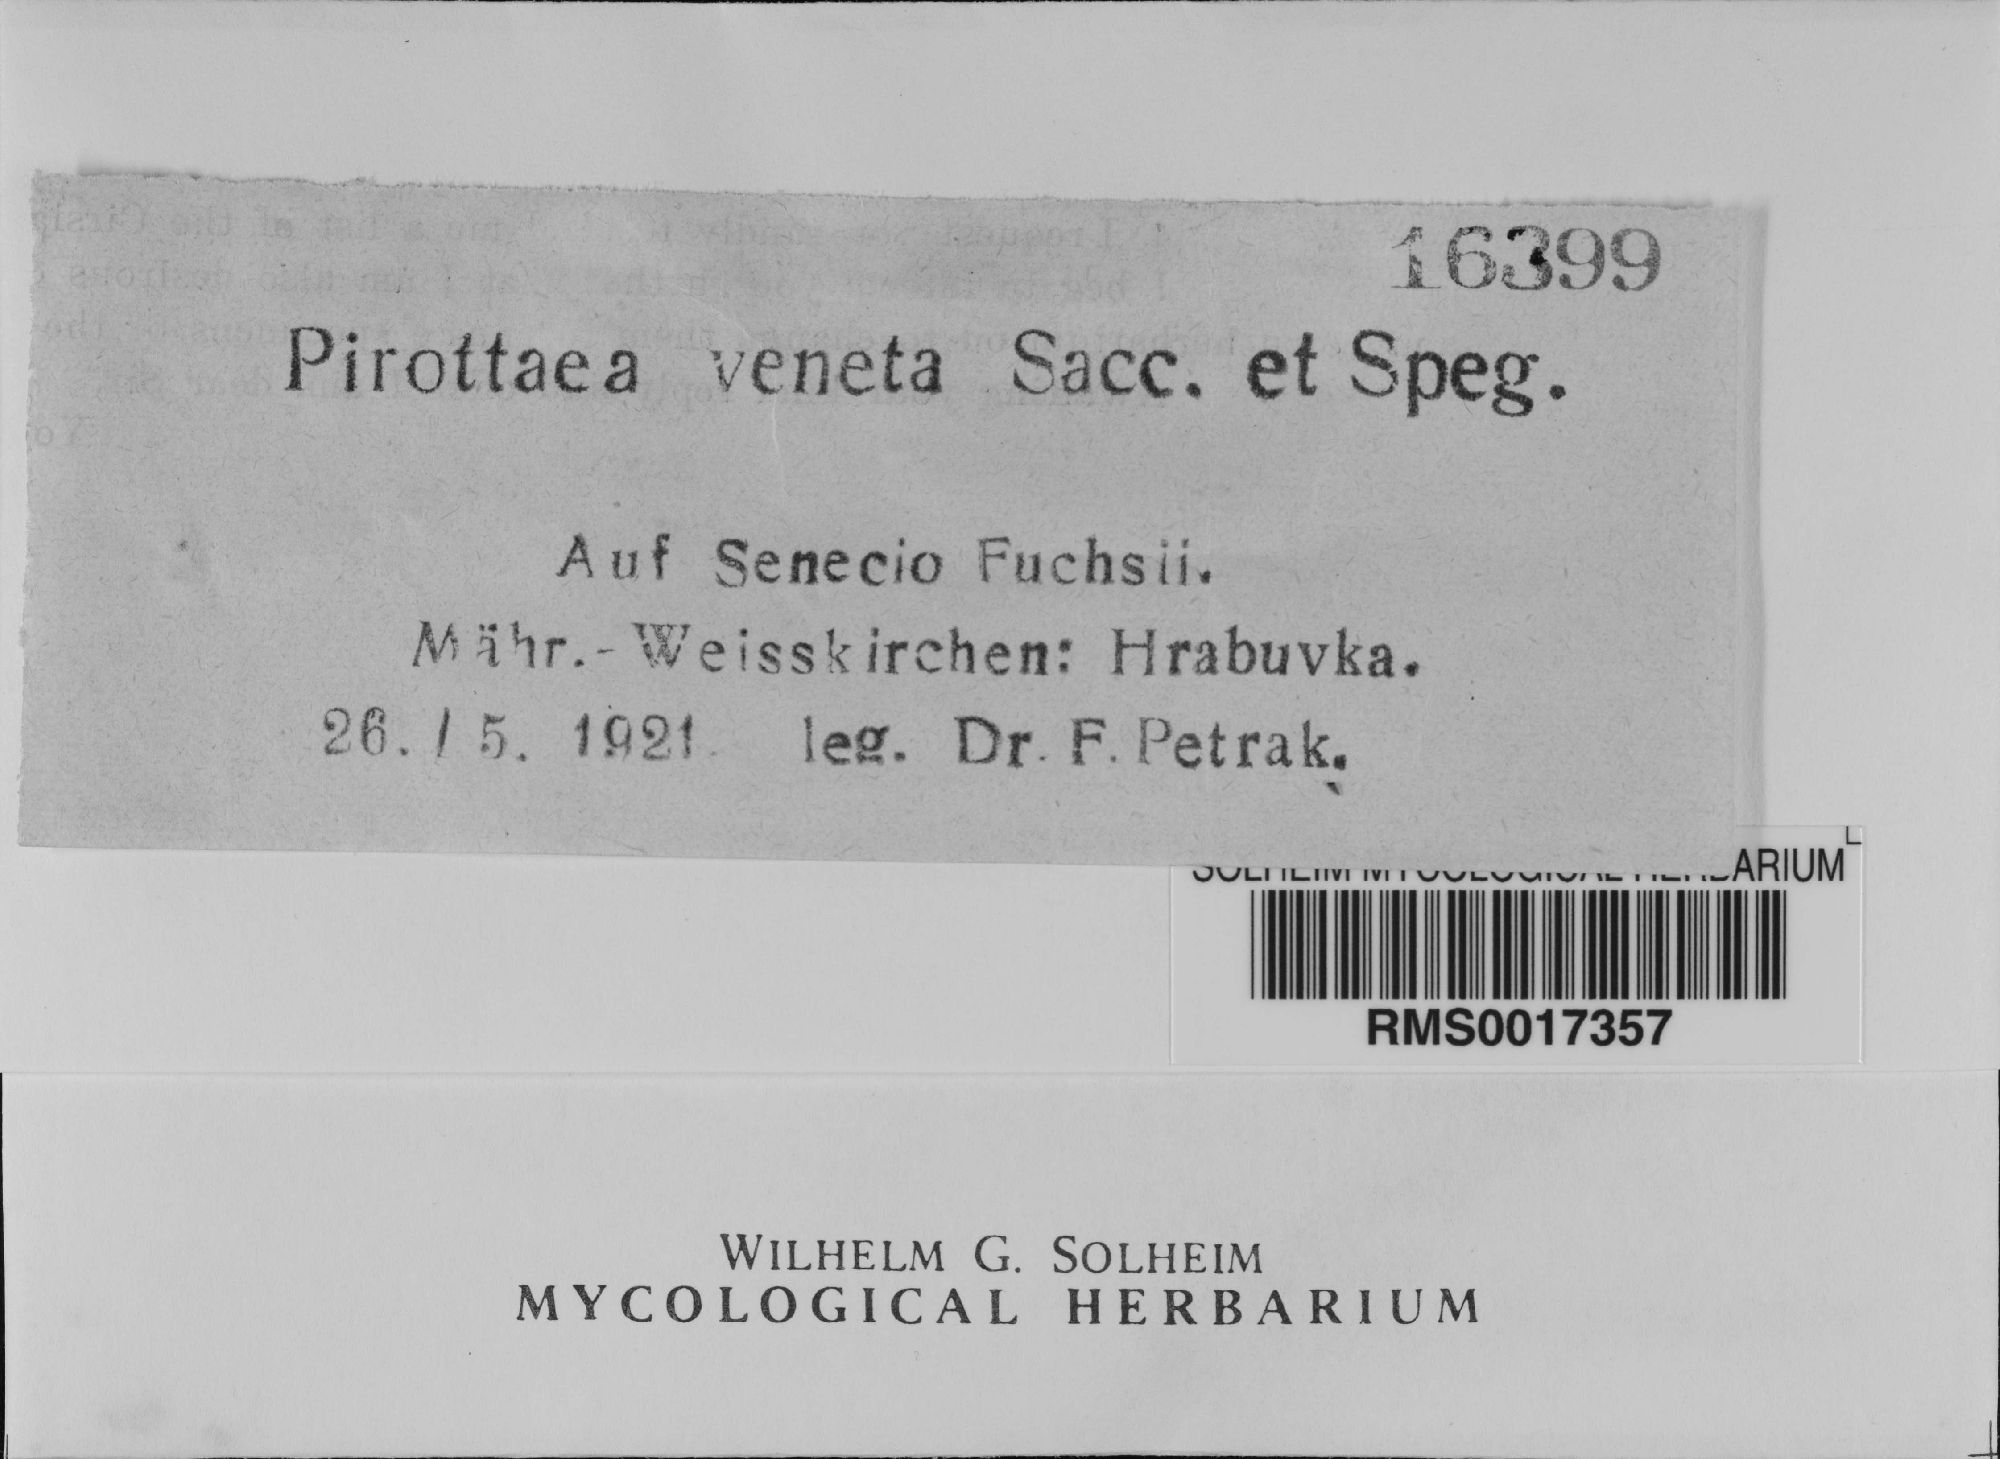 16399
Pirottaea veneta Sacc. et Speg.
Auf Senecio Fuchsii.
Mähr.-Weisskirchen: Hrabuvka.
26. / 5. 1921. leg. Dr. F. Petrak.
SOLHEIM MYCOLOGICAL HERBARIUM
RMS0017357
WILHELM G. SOLHEIM
MYCOLOGICAL HERBARIUM